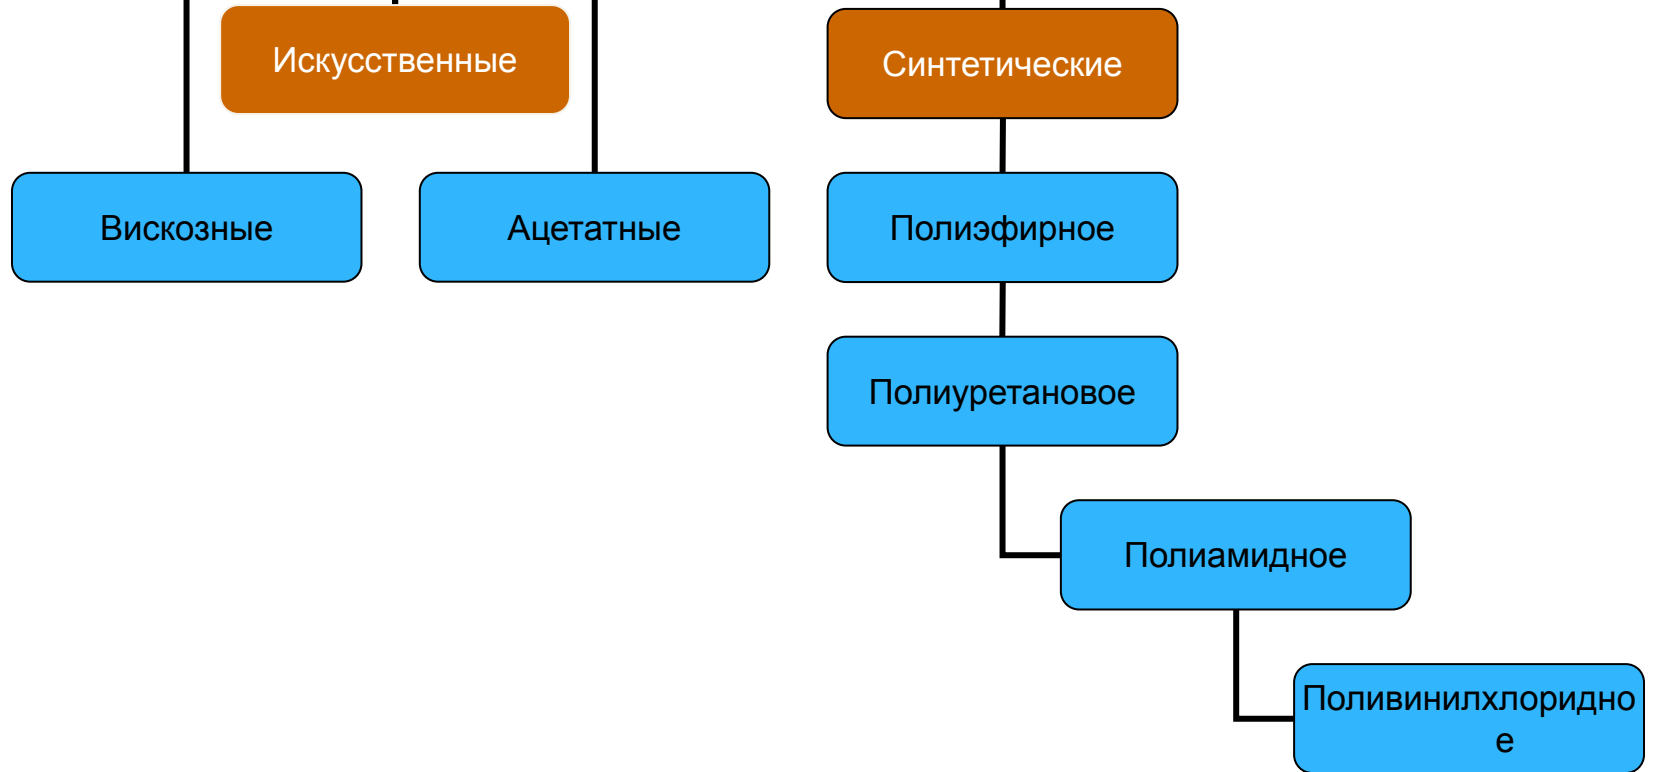 Искусственные
Синтетические
Вискозные
Ацетатные
Полиэфирное
Полиуретановое
Полиамидное
Поливинилхлоридно
е